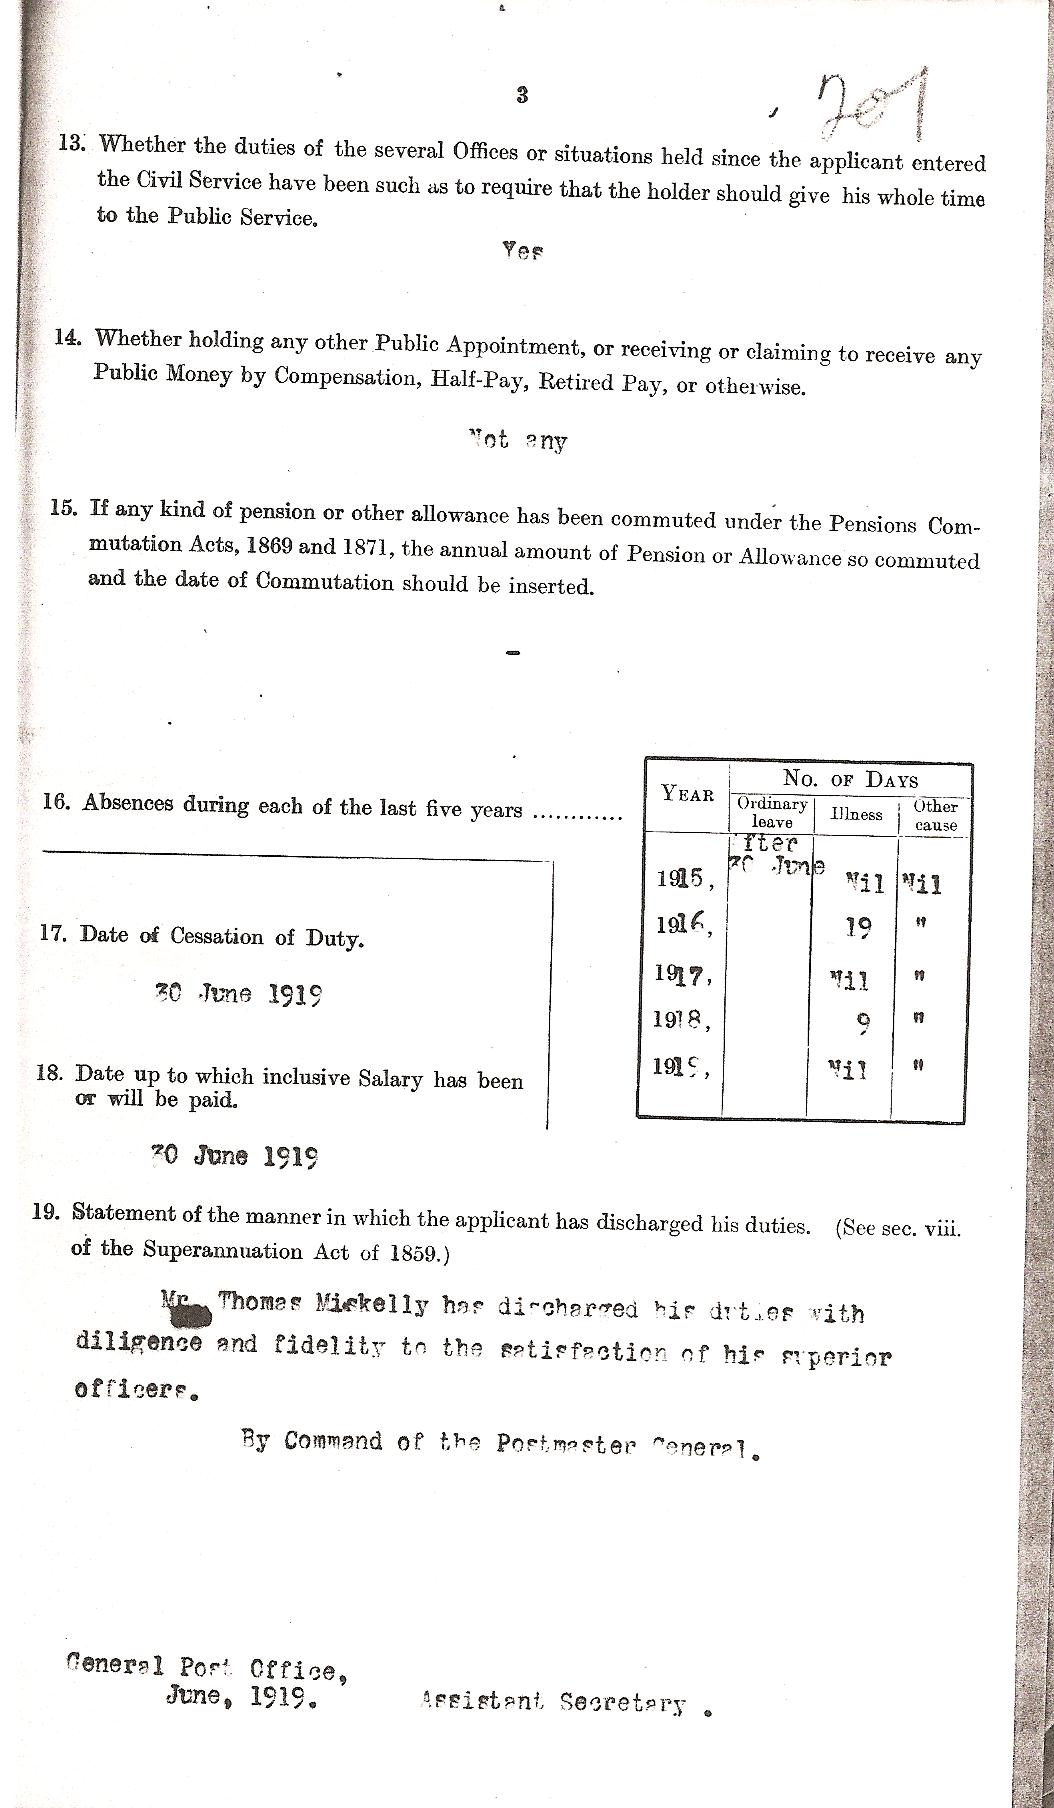 3
201
13. Whether the duties of the several Offices or situations held since the applicant entered
the Civil Service have been such as to require that the holder should give his whole time
to the Public Service.
Yes
14. Whether holding any other Public Appointment, or receiving or claiming to receive any
Public Money by Compensation, Half-Pay, Retired Pay, or otherwise.
Not any
15. If any kind of pension or other allowance has been commuted under the Pensions Com-
mutation Acts, 1869 and 1871, the annual amount of Pension or Allowance so commuted
and the date of Commutation should be inserted.
-
16. Absences during each of the last five years ............
YEAR No. OF DAYS
Ordinary leave Illness Other cause
fter
1915, 30 June Nil Nil
1916, 19 "
1917, Nil "
1918, 9 "
1919, Nil "
17. Date of Cessation of Duty.
30 June 1919
18. Date up to which inclusive Salary has been
or will be paid.
30 June 1919
19. Statement of the manner in which the applicant has discharged his duties. (See sec. viii.
of the Superannuation Act of 1859.)
Mr. Thomas Miskelly has discharged his duties with
diligence and fidelity to the satisfaction of his superior
officers.
By Command of the Postmaster General.
General Post Office,
June, 1919.
Assistant Secretary .